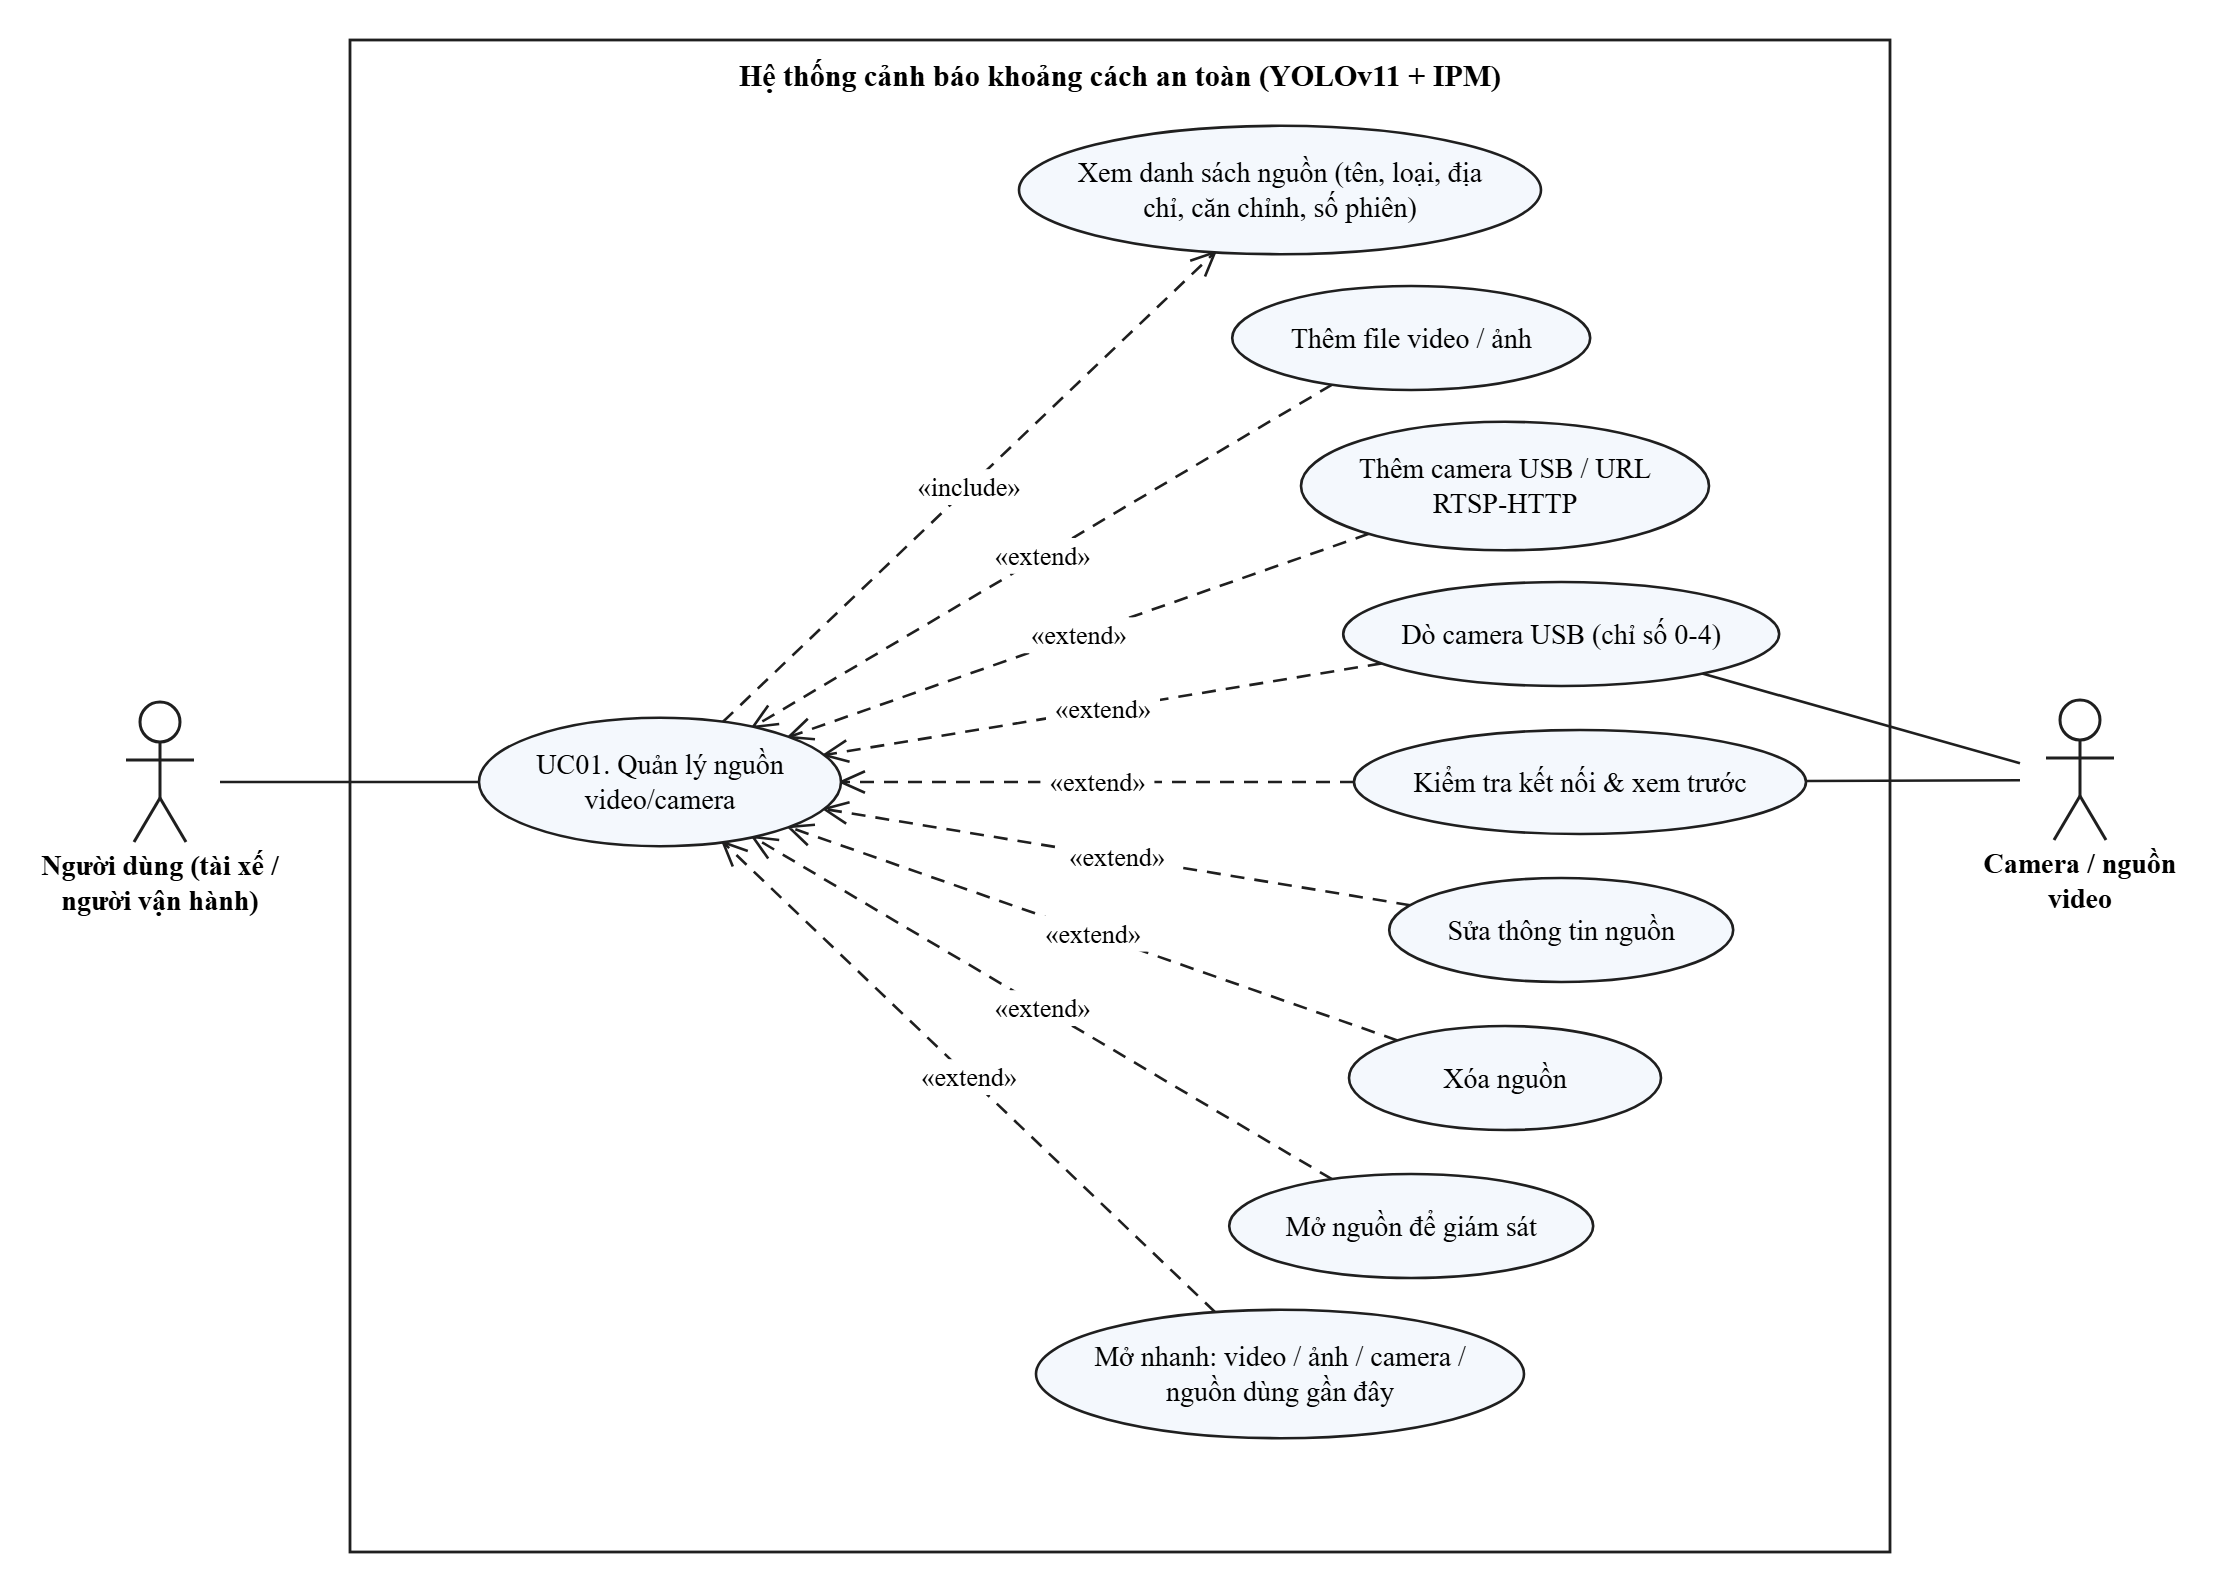 Hệ thống cảnh báo khoảng cách an toàn (YOLOv11 + IPM)
Xem danh sách nguồn (tên, loại, địa
chỉ, căn chỉnh, số phiên)
Thêm file video / ảnh
Thêm camera USB / URL
RTSP-HTTP
«include»
«extend»
«extend»
Dò camera USB (chỉ số 0-4)
«extend»
UC01. Quản lý nguồn
video/camera
«extend»
Kiểm tra kết nối & xem trước
Người dùng (tài xế /
người vận hành)
Camera / nguồn
video
«extend»
Sửa thông tin nguồn
«extend»
«extend»
«extend»
Xóa nguồn
Mở nguồn để giám sát
Mở nhanh: video / ảnh / camera /
nguồn dùng gần đây